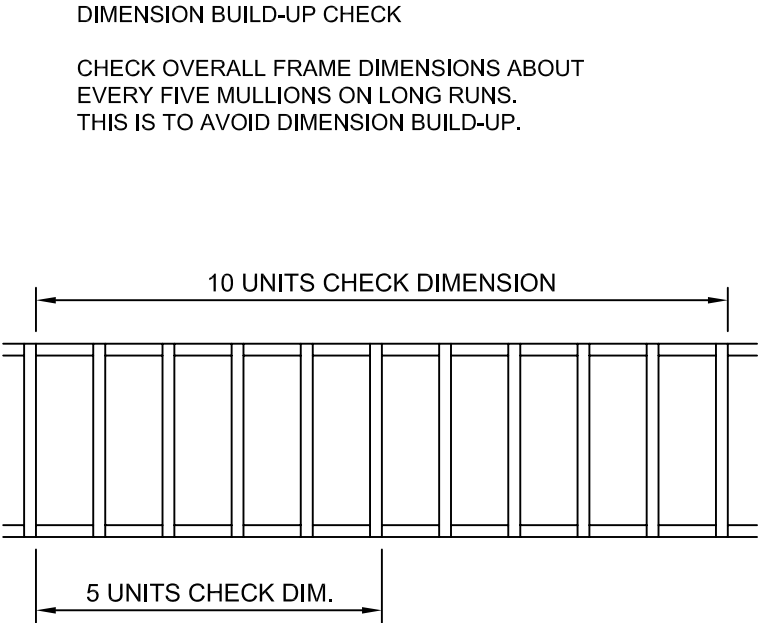 DIMENSION BUILD-UP CHECK
CHECK OVERALL FRAME DIMENSIONS ABOUT
EVERY FIVE MULLIONS ON LONG RUNS.
THIS IS TO AVOID DIMENSION BUILD-UP.
10 UNITS CHECK DIMENSION
5 UNITS CHECK DIM.